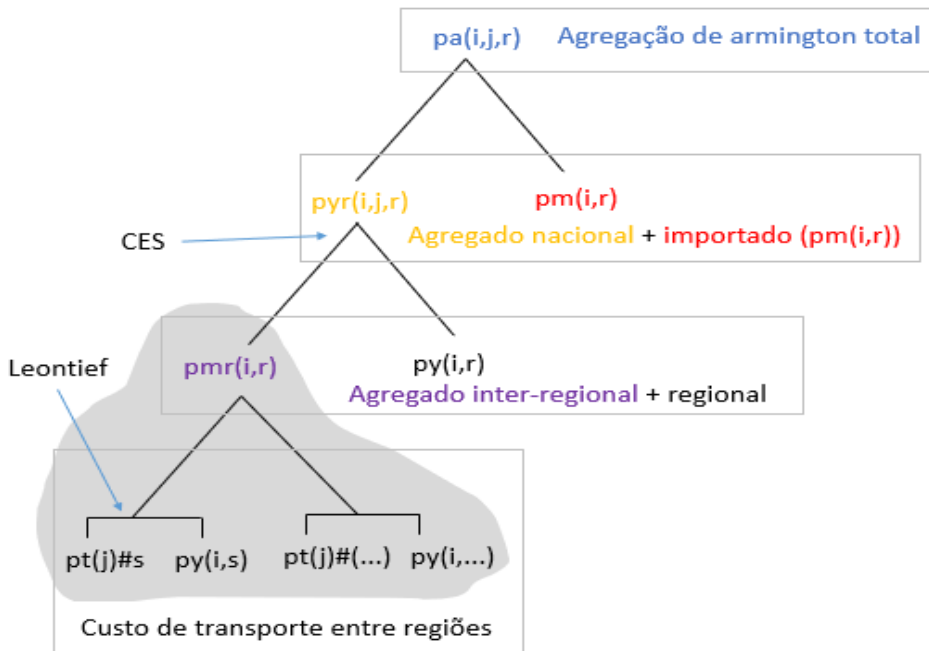 pa(i,j,r) Agregação de armington total
pyr(i,j,r) pm(i,r)
CES
Agregado nacional + importado (pm(i,r))
Leontief
pmr(i,r) py(i,r)
Agregado inter-regional + regional
pt(j)#s py(i,s) pt(j)#(...) py(i,...)
Custo de transporte entre regiões